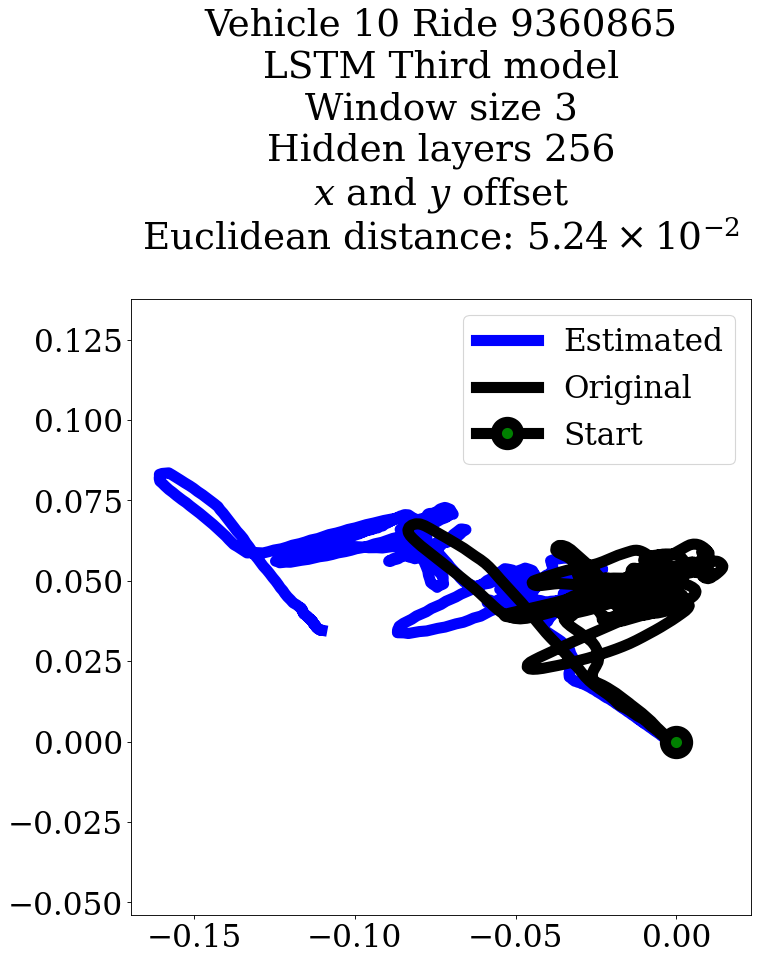 Vehicle 10 Ride 9360865
LSTM Third model
Window size 3
Hidden layers 256
x and y offset
Euclidean distance: 5.24 × 10⁻²
Estimated
Original
Start
0.125
0.100
0.075
0.050
0.025
0.000
−0.025
−0.050
−0.15 −0.10 −0.05 0.00